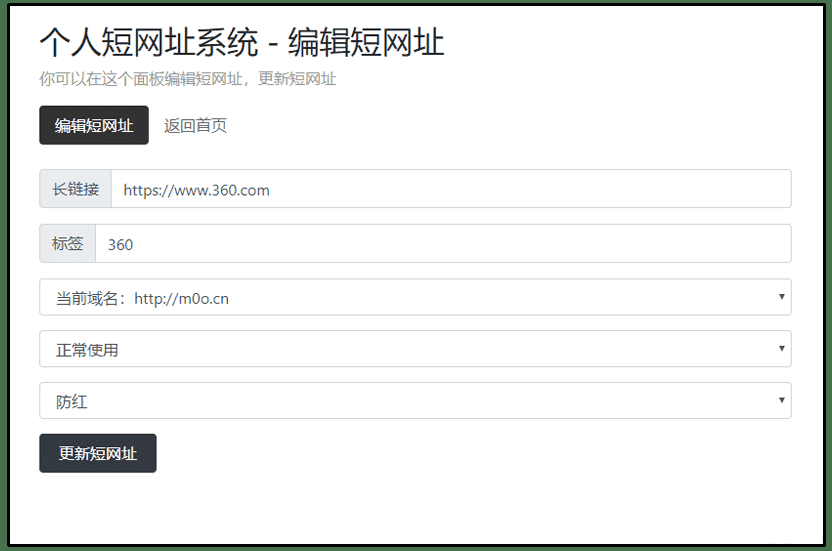 个人短网址系统 - 编辑短网址
你可以在这个面板编辑短网址，更新短网址
编辑短网址 返回首页
长链接 https://www.360.com
标签 360
当前域名：http://m0o.cn
正常使用
防红
更新短网址